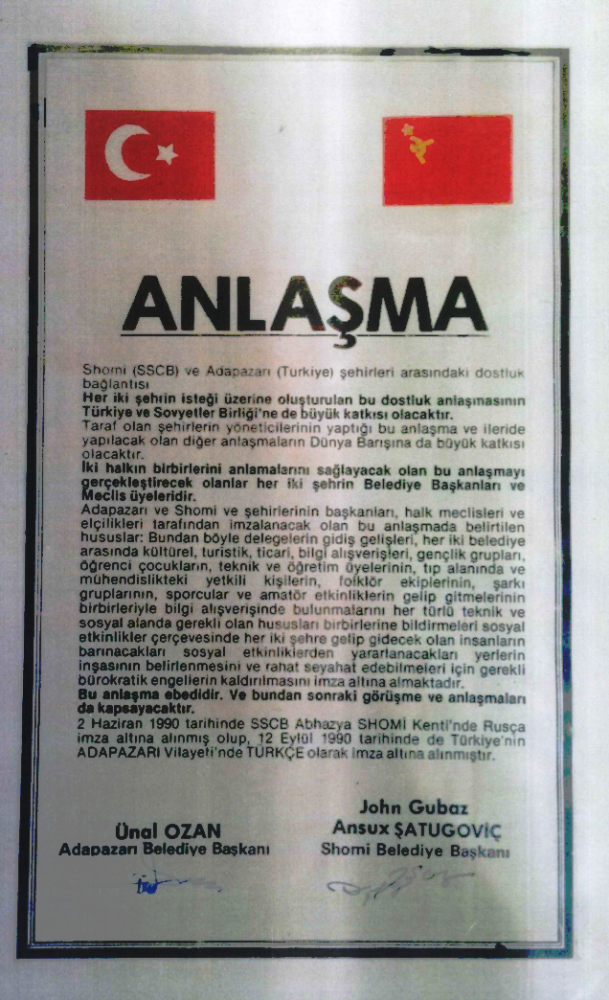 ANLAŞMA
Shomi (SSCB) ve Adapazarı (Turkiye) şehirleri arasındaki dostluk
bağlantısı
Her iki şehrin isteği üzerine oluşturulan bu dostluk anlaşmasının
Türkiye ve Sovyetler Birliği'ne de büyük katkısı olacaktır.
Taraf olan şehirlerin yöneticilerinin yaptığı bu anlaşma ve ileride
yapılacak olan diğer anlaşmaların Dünya Barışına da büyük katkısı
olacaktır.
İki halkın birbirlerini anlamalarını sağlayacak olan bu anlaşmayı
gerçekleştirecek olanlar her iki şehrin Belediye Başkanları ve
Meclis üyeleridir.
Adapazarı ve Shomi ve şehirlerinin başkanları, halk meclisleri ve
elçilikleri tarafından imzalanacak olan bu anlaşmada belirtilen
hususlar: Bundan böyle delegelerin gidiş gelişleri, her iki belediye
arasında kültürel, turistik, ticari, bilgi alışverişleri, gençlik grupları,
öğrenci çocukların, teknik ve öğretim üyelerinin, tıp alanında ve
mühendislikteki yetkili kişilerin, folklör ekiplerinin, şarkı
gruplarının, sporcular ve amatör etkinliklerin gelip gitmelerinin
birbirleriyle bilgi alışverişinde bulunmalarını her türlü teknik ve
sosyal alanda gerekli olan hususları birbirlerine bildirmeleri sosyal
etkinlikler çerçevesinde her iki şehre gelip gidecek olan insanların
barınacakları sosyal etkinliklerden yararlanacakları yerlerin
inşasının belirlenmesini ve rahat seyahat edebilmeleri için gerekli
bürokratik engellerin kaldırılmasını imza altına almaktadır.
Bu anlaşma ebedidir. Ve bundan sonraki görüşme ve anlaşmaları
da kapsayacaktır.
2 Haziran 1990 tarihinde SSCB Abhazya SHOMİ Kenti'nde Rusça
imza altına alınmış olup, 12 Eylül 1990 tarihinde de Türkiye'nin
ADAPAZARI Vilayeti'nde TÜRKÇE olarak imza altına alınmıştır.
Ünal OZAN
Adapazarı Belediye Başkanı
John Gubaz
Ansux ŞATUGOVİÇ
Shomi Belediye Başkanı